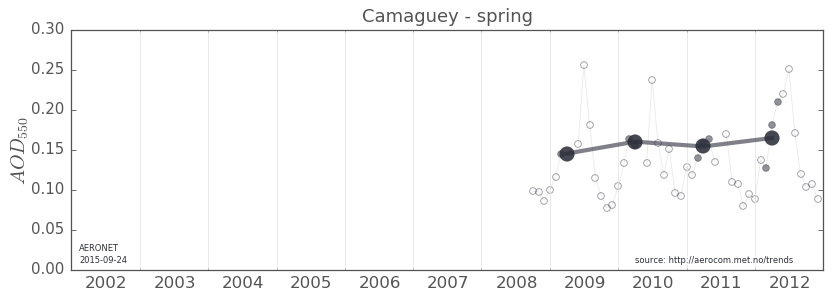 Camaguey - spring
0.30
0.25
0.20
0.15
0.10
0.05
0.00
AOD550
AERONET
2015-09-24
source: http://aerocom.met.no/trends
2002 2003 2004 2005 2006 2007 2008 2009 2010 2011 2012